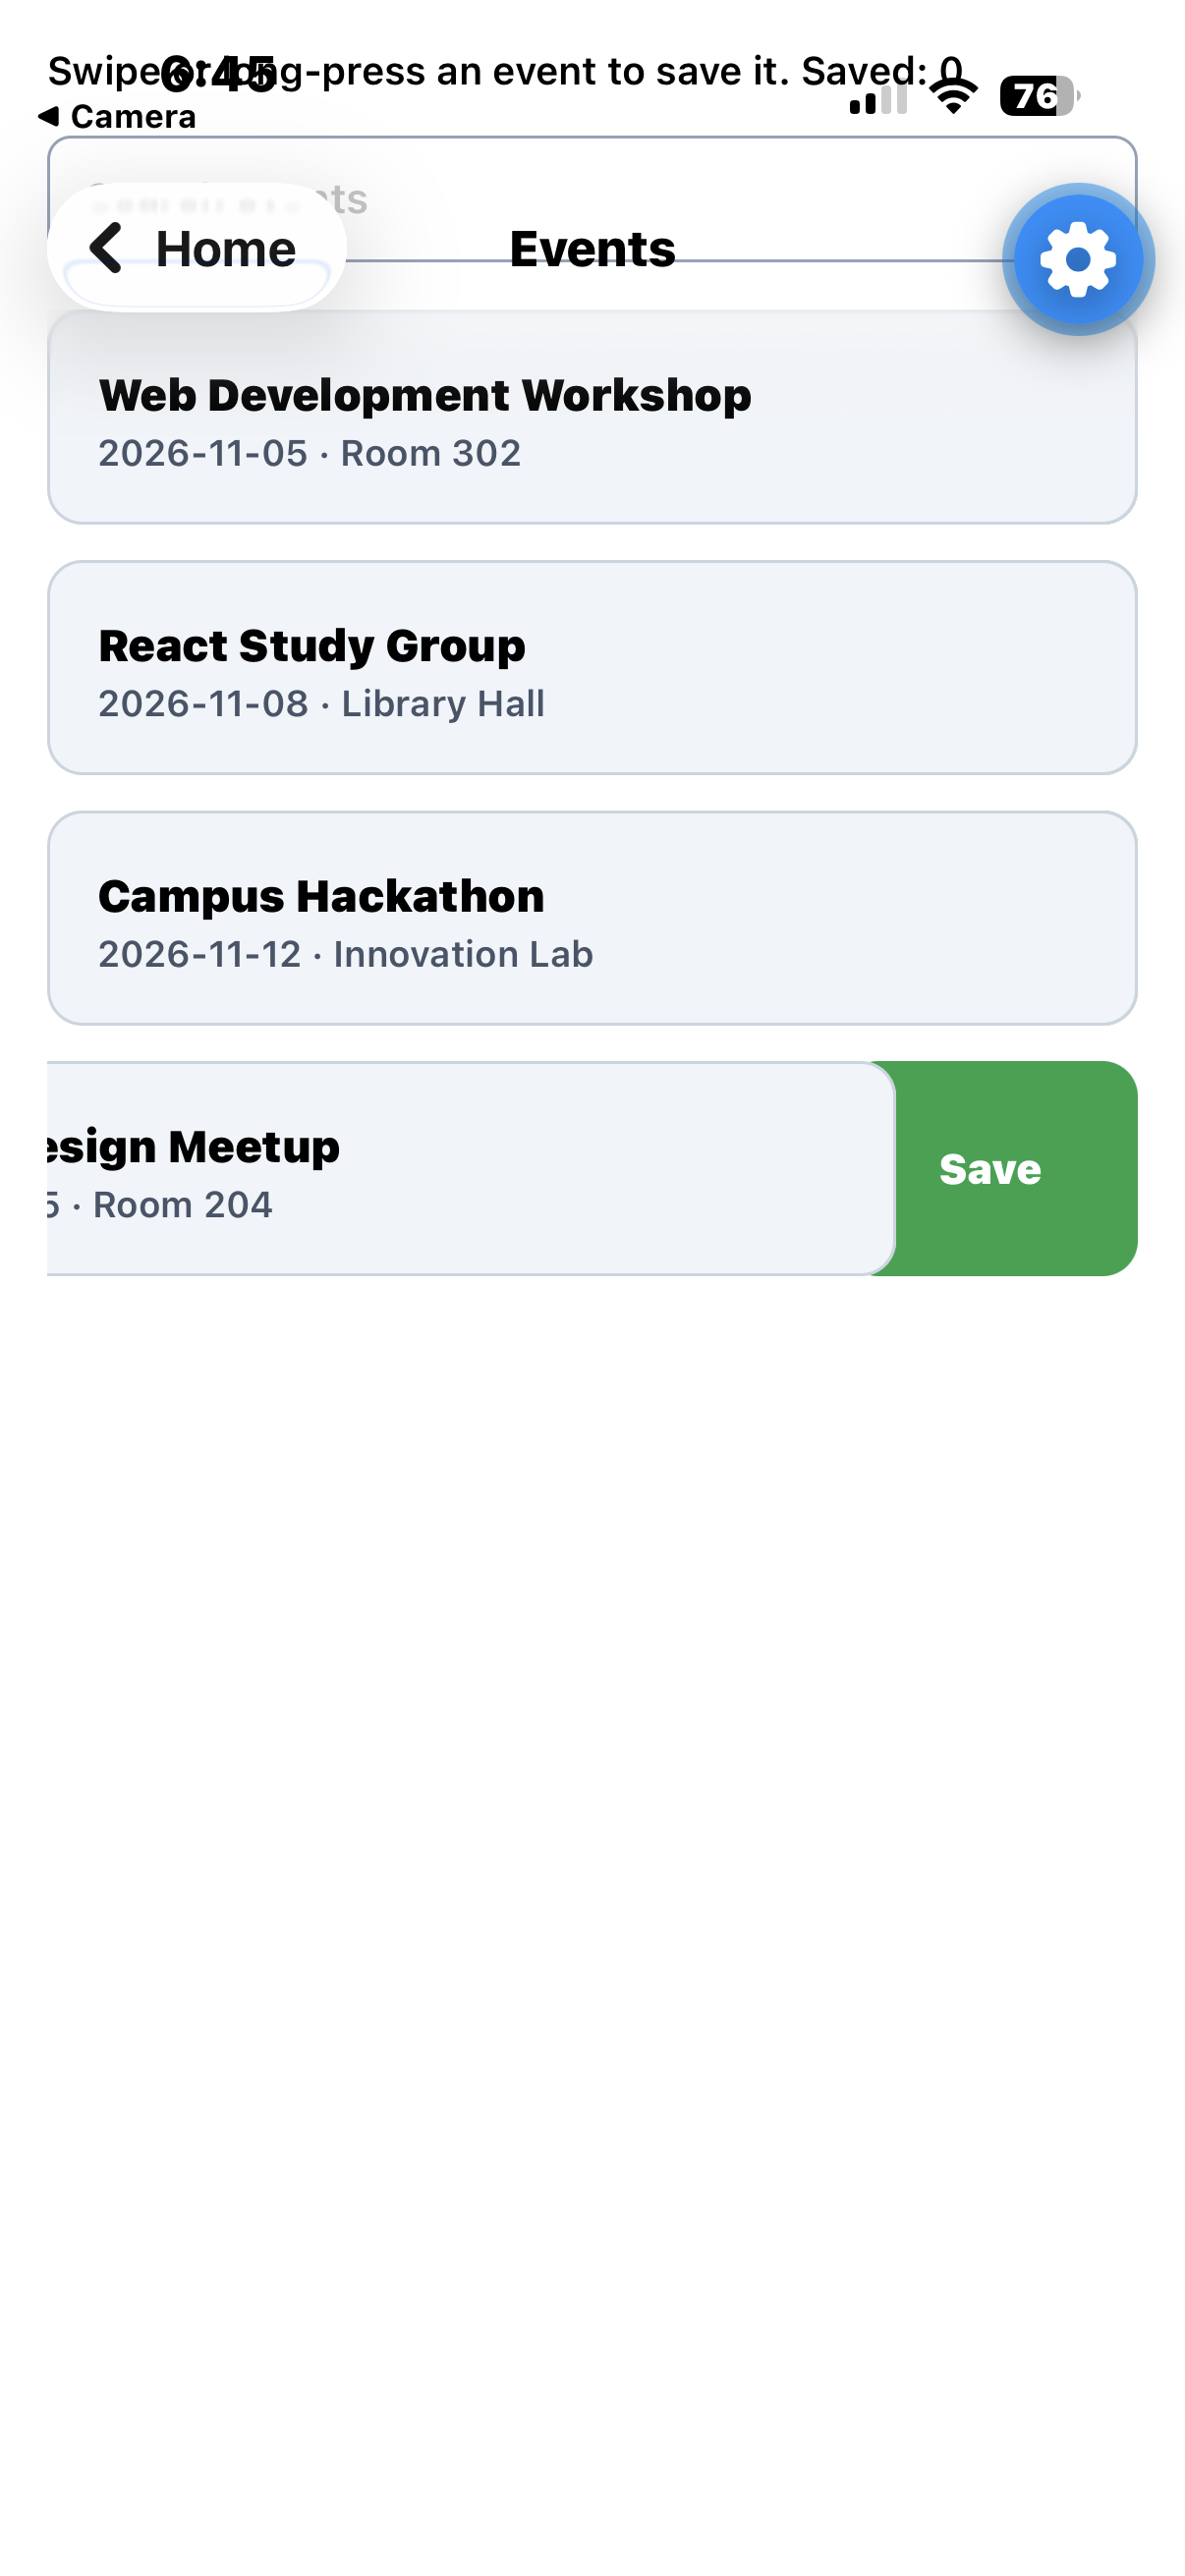 Swipe or long-press an event to save it. Saved: 0
6:45
76
Camera
Home
Events
Web Development Workshop
2026-11-05 · Room 302
React Study Group
2026-11-08 · Library Hall
Campus Hackathon
2026-11-12 · Innovation Lab
esign Meetup
5 · Room 204
Save